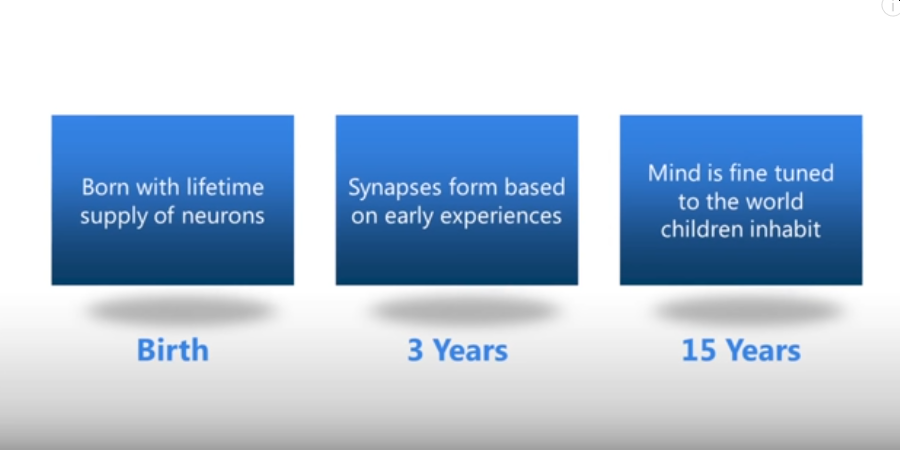 Born with lifetime
supply of neurons
Synapses form based
on early experiences
Mind is fine tuned
to the world
children inhabit
Birth
3 Years
15 Years